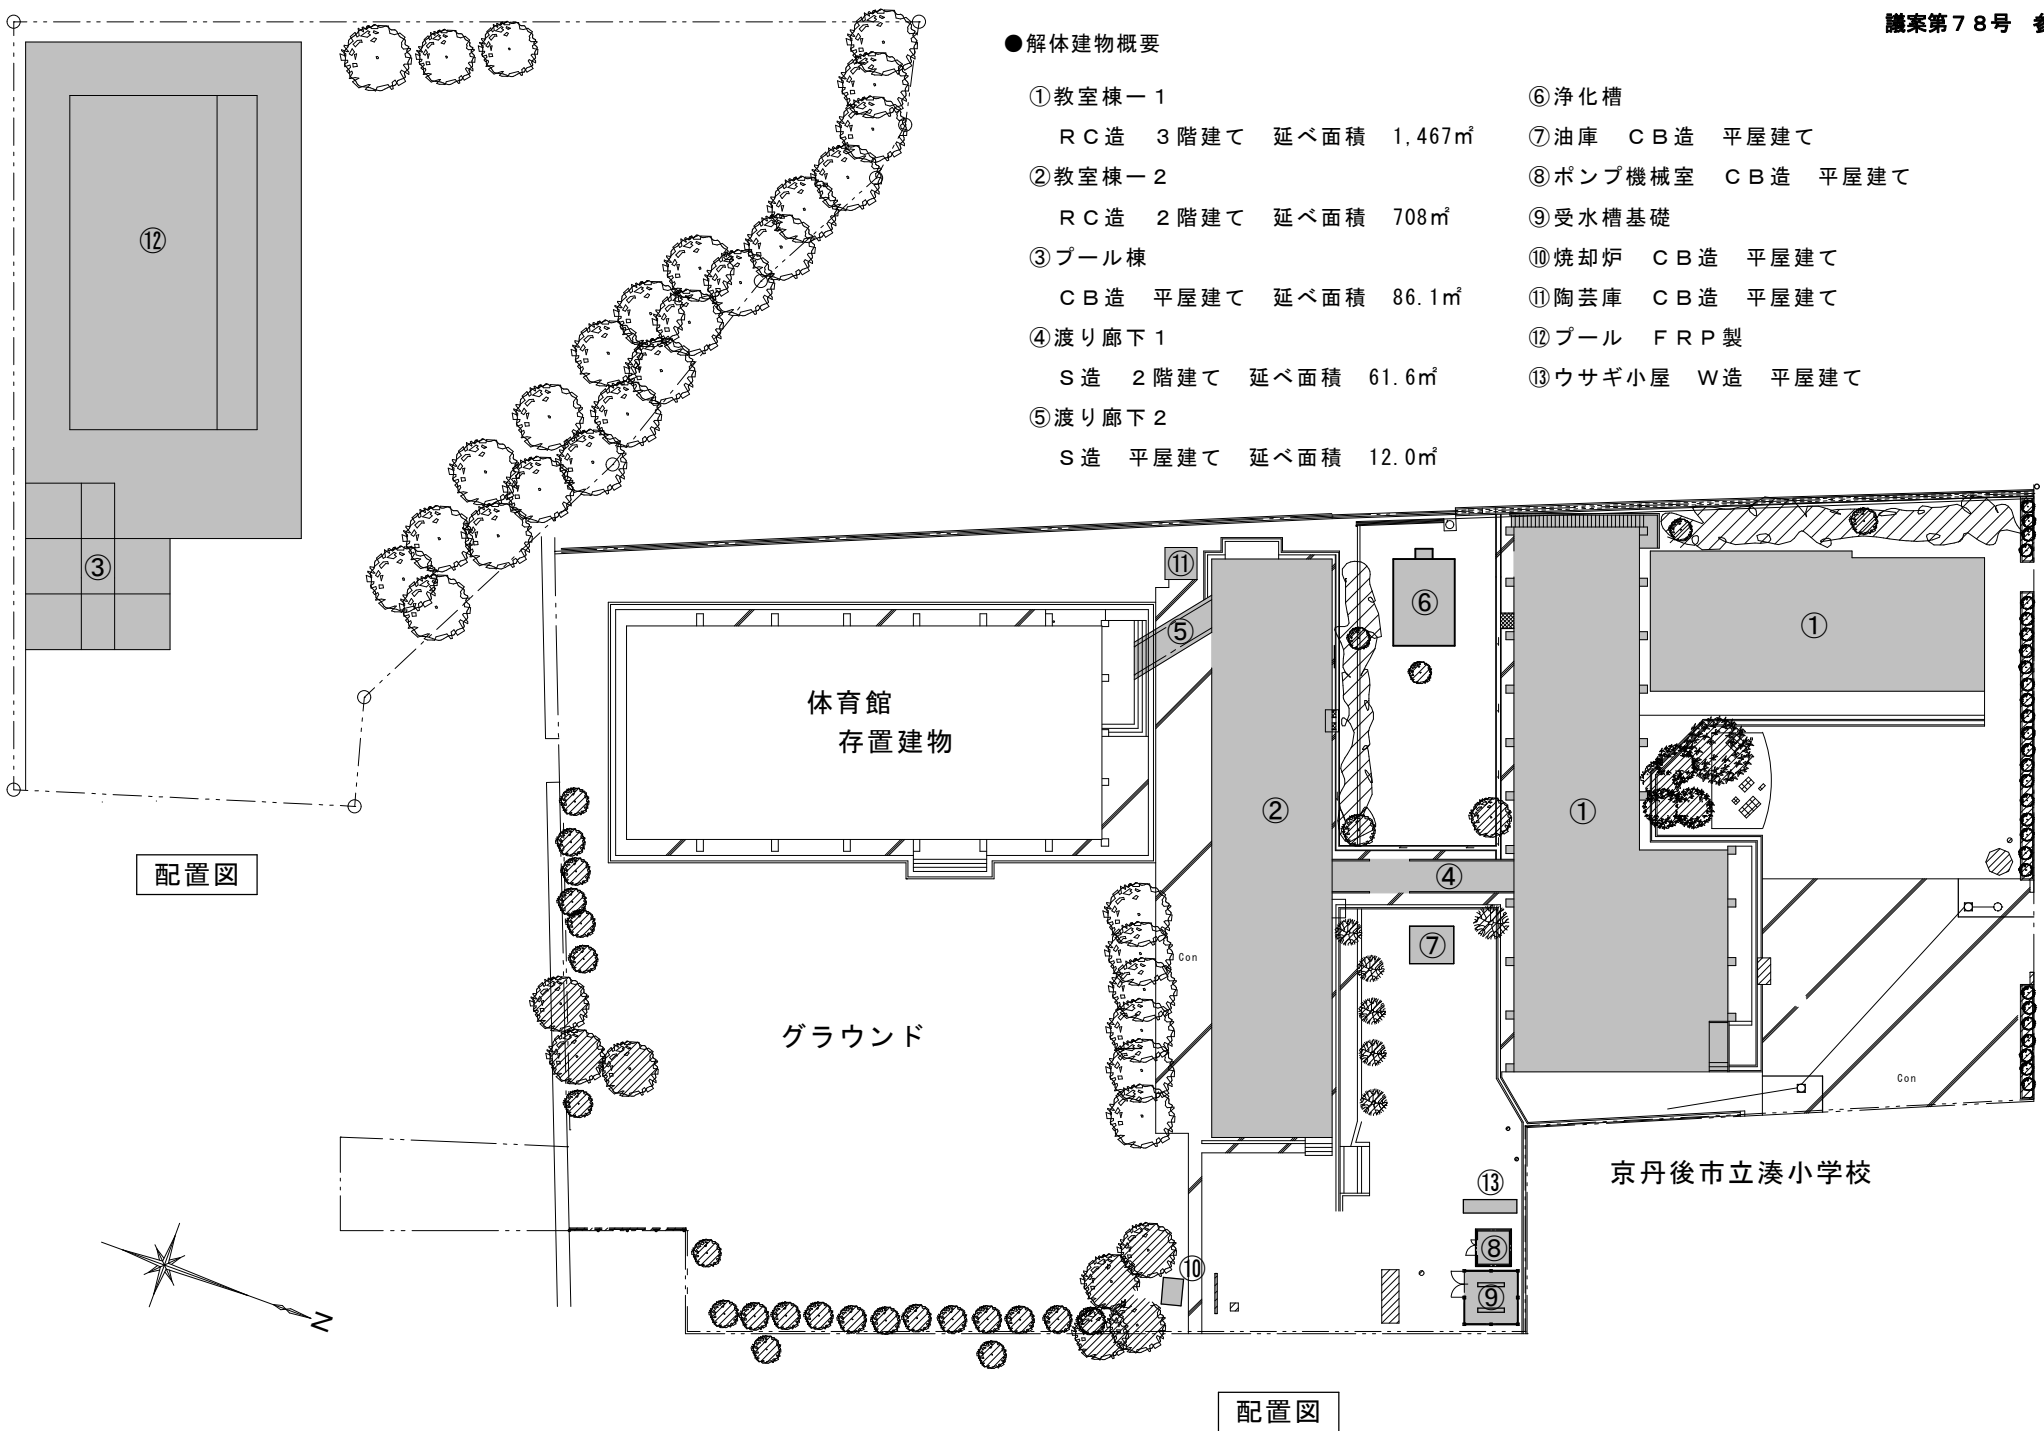 議案第７８号　参
●解体建物概要
①教室棟ー１
ＲＣ造　３階建て　延べ面積　1,467㎡
②教室棟ー２
ＲＣ造　２階建て　延べ面積　708㎡
③プール棟
ＣＢ造　平屋建て　延べ面積　86.1㎡
④渡り廊下１
Ｓ造　２階建て　延べ面積　61.6㎡
⑤渡り廊下２
Ｓ造　平屋建て　延べ面積　12.0㎡
⑥浄化槽
⑦油庫　ＣＢ造　平屋建て
⑧ポンプ機械室　ＣＢ造　平屋建て
⑨受水槽基礎
⑩焼却炉　ＣＢ造　平屋建て
⑪陶芸庫　ＣＢ造　平屋建て
⑫プール　ＦＲＰ製
⑬ウサギ小屋　Ｗ造　平屋建て
⑫
③
配置図
⑪
⑤
⑥
①
体育館
存置建物
②
①
④
⑦
Con
グラウンド
Con
京丹後市立湊小学校
⑬
⑧
⑩
⑨
N
配置図